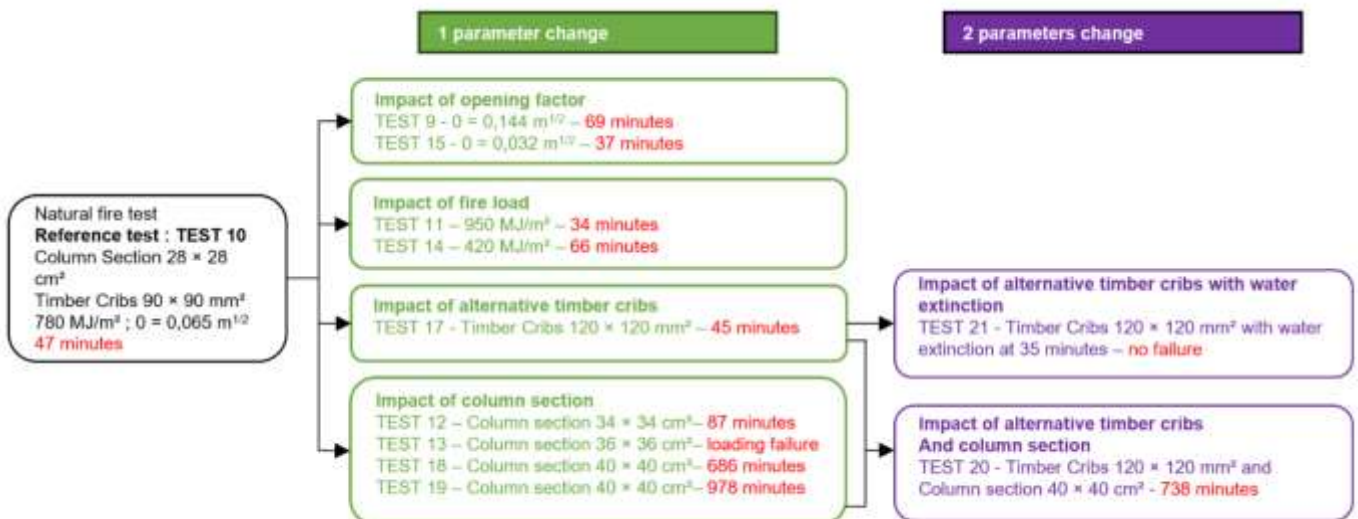 1 parameter change
2 parameters change
Natural fire test
Reference test : TEST 10
Column Section 28 × 28
cm²
Timber Cribs 90 × 90 mm²
780 MJ/m² ; 0 = 0,065 m¹/²
47 minutes
Impact of opening factor
TEST 9 - 0 = 0,144 m¹/² – 69 minutes
TEST 15 - 0 = 0,032 m¹/² – 37 minutes
Impact of fire load
TEST 11 – 950 MJ/m² – 34 minutes
TEST 14 – 420 MJ/m² – 66 minutes
Impact of alternative timber cribs
TEST 17 - Timber Cribs 120 × 120 mm² – 45 minutes
Impact of column section
TEST 12 – Column section 34 × 34 cm²– 87 minutes
TEST 13 – Column section 36 × 36 cm²– loading failure
TEST 18 – Column section 40 × 40 cm²– 686 minutes
TEST 19 – Column section 40 × 40 cm²– 978 minutes
Impact of alternative timber cribs with water
extinction
TEST 21 - Timber Cribs 120 × 120 mm² with water
extinction at 35 minutes – no failure
Impact of alternative timber cribs
And column section
TEST 20 - Timber Cribs 120 × 120 mm² and
Column section 40 × 40 cm² - 738 minutes